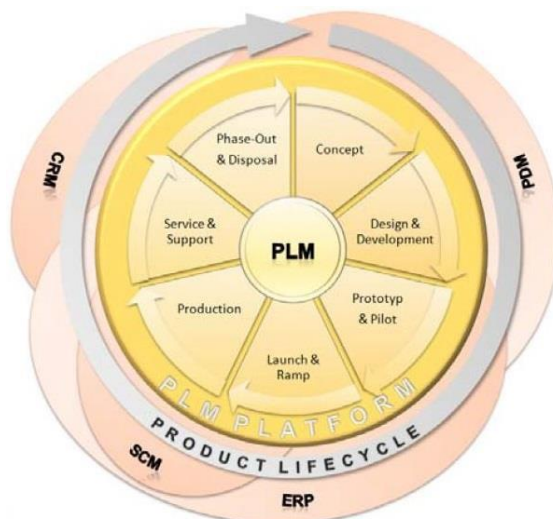 Phase-Out
& Disposal
Concept
CRM
PDM
Service &
Support
PLM
Design &
Development
Production
Prototyp
& Pilot
Launch &
Ramp
PLM PLATFORM
PRODUCT LIFECYCLE
SCM
ERP